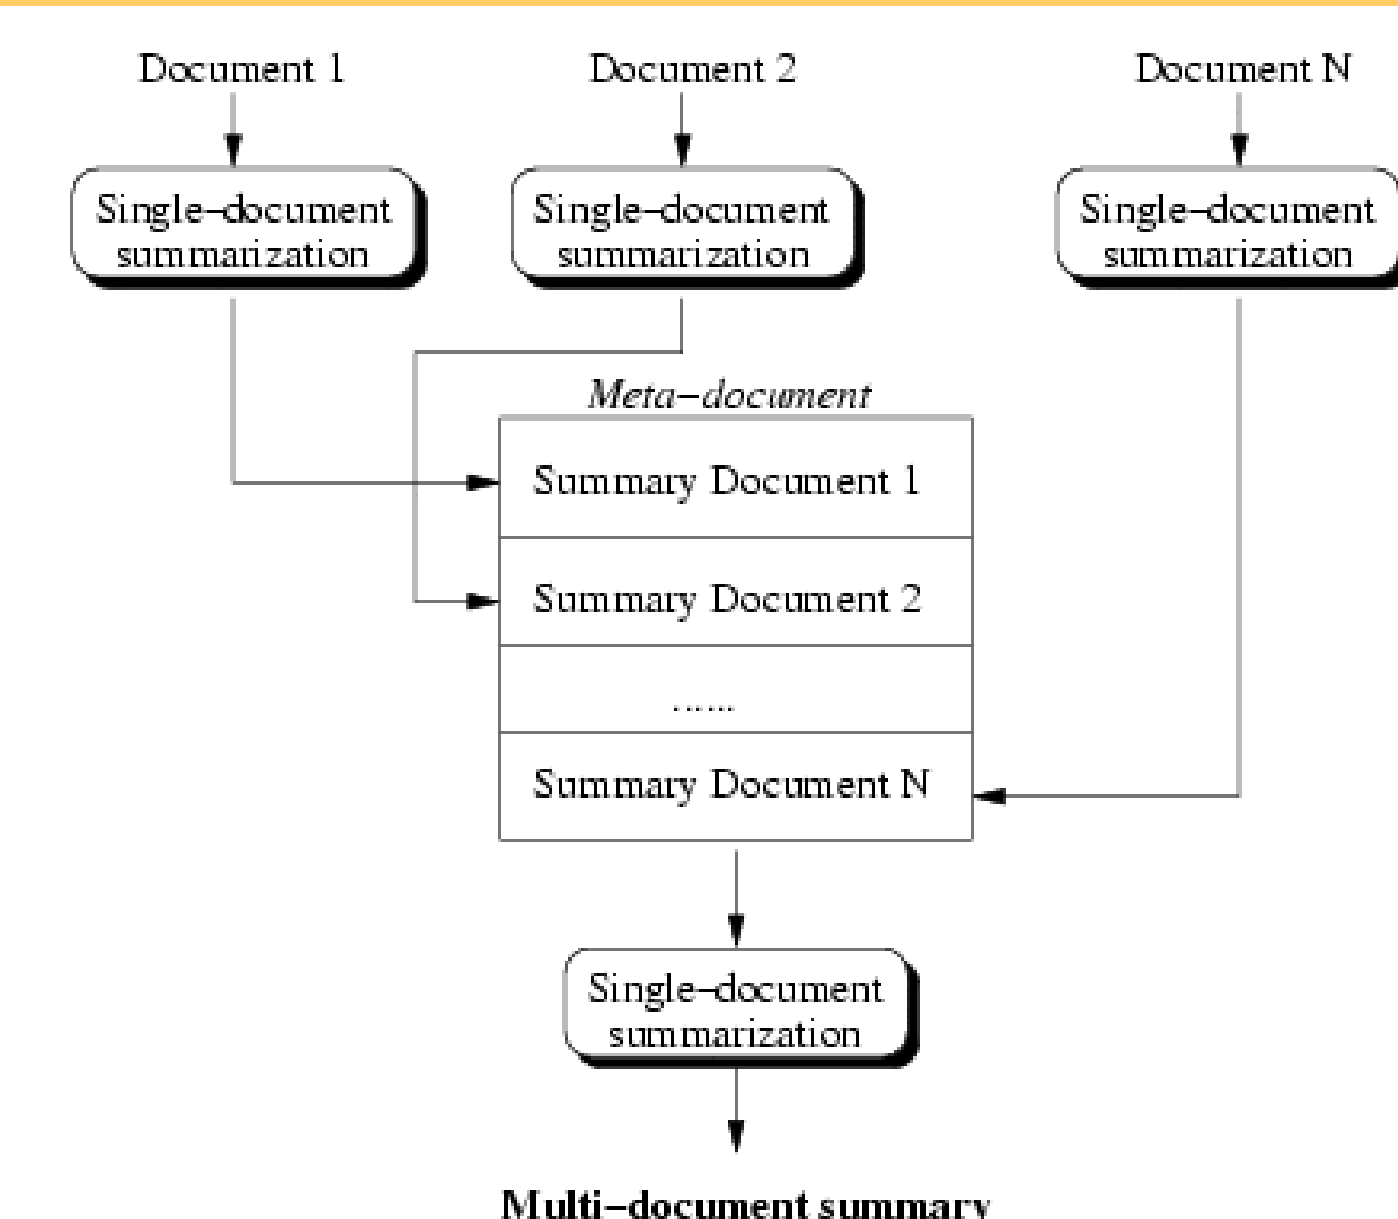 Document 1
Document 2
Document N
Single-document
summarization
Single-document
summarization
Single-document
summarization
Meta-document
Summary Document 1
Summary Document 2
......
Summary Document N
Single-document
summarization
Multi-document summary